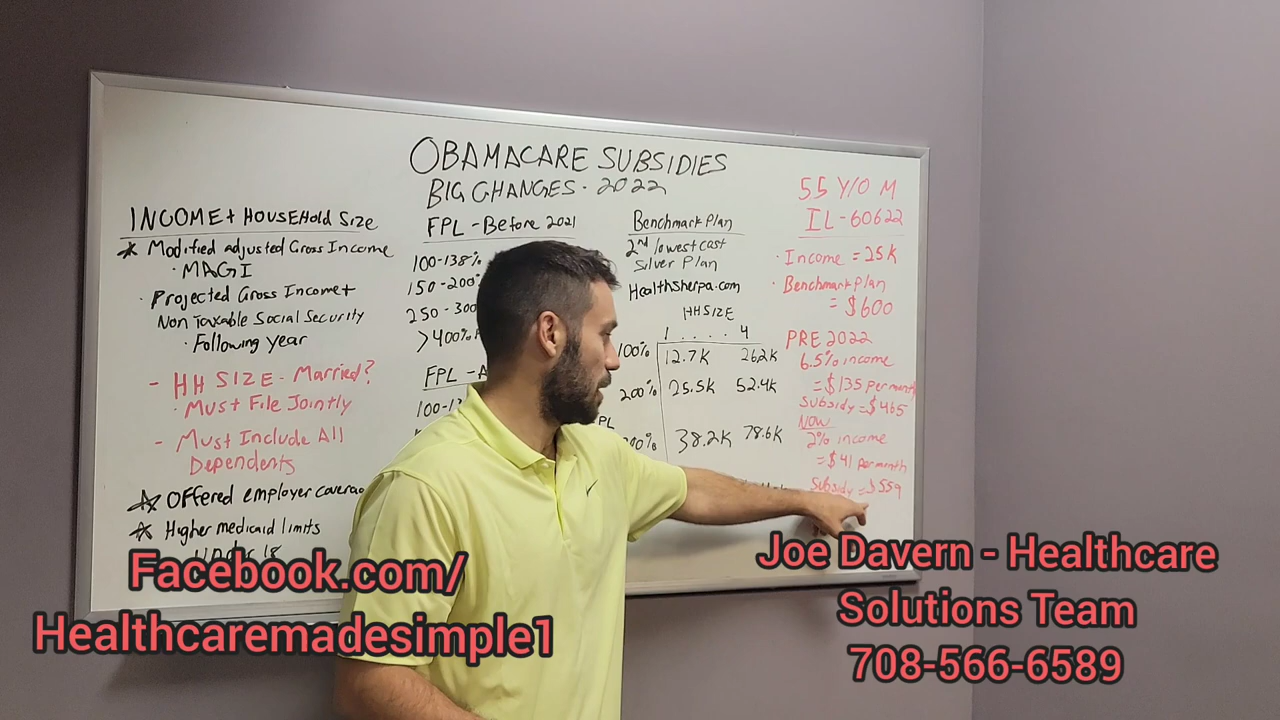 OBAMACARE SUBSIDIES
BIG CHANGES - 2022
INCOME + HOUSEHold Size
* Modified adjusted Gross Income
· MAGI
· Projected Gross Income +
Non Taxable Social Security
· Following year
- HH SIZE - Married?
· Must File Jointly
- Must Include All
Dependents
* Offered employer
* Higher medicaid limits
Under 18
FPL - Before 2021
100-138%
150-200%
250-300
>400%
FPL -
100-13
Benchmark Plan
2ND lowest cost
Silver Plan
HealthSherpa.com
HH SIZE
1 . . . . 4
100% 12.7K 26.2K
200% 25.5K 52.4K
38.2K 78.6K
55 Y/O M
IL - 60622
· Income = 25K
· Benchmark plan
= $600
PRE 2022
6.5% income
= $135 per month
Subsidy = $465
NOW
2% income
= $41 per month
Subsidy = $559
Facebook.com/
Healthcaremadesimple1
Joe Davern - Healthcare
Solutions Team
708-566-6589